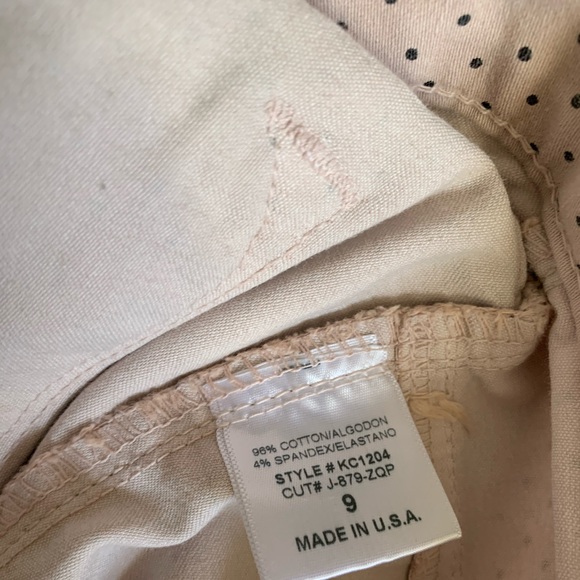 96% COTTON/ALGODON
4% SPANDEX/ELASTANO
STYLE # KC1204
CUT# J-879-ZQP
9
MADE IN U.S.A.